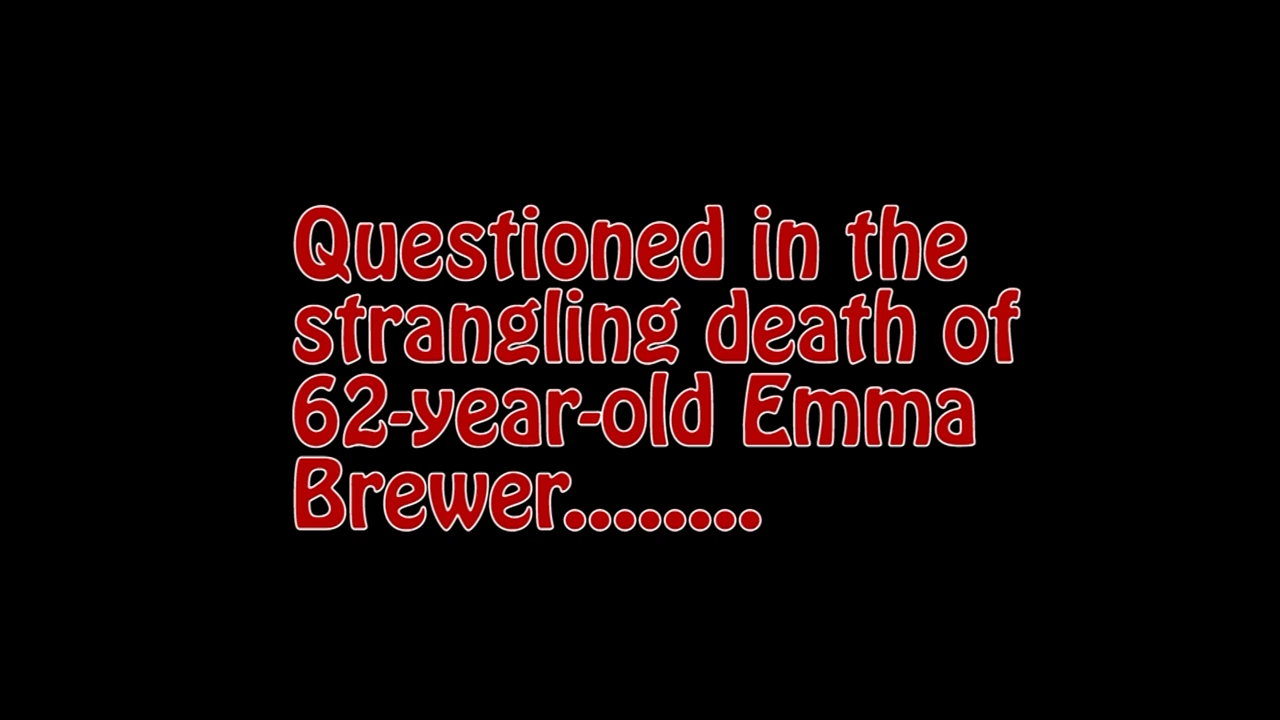 Questioned in the
strangling death of
62-year-old Emma
Brewer........